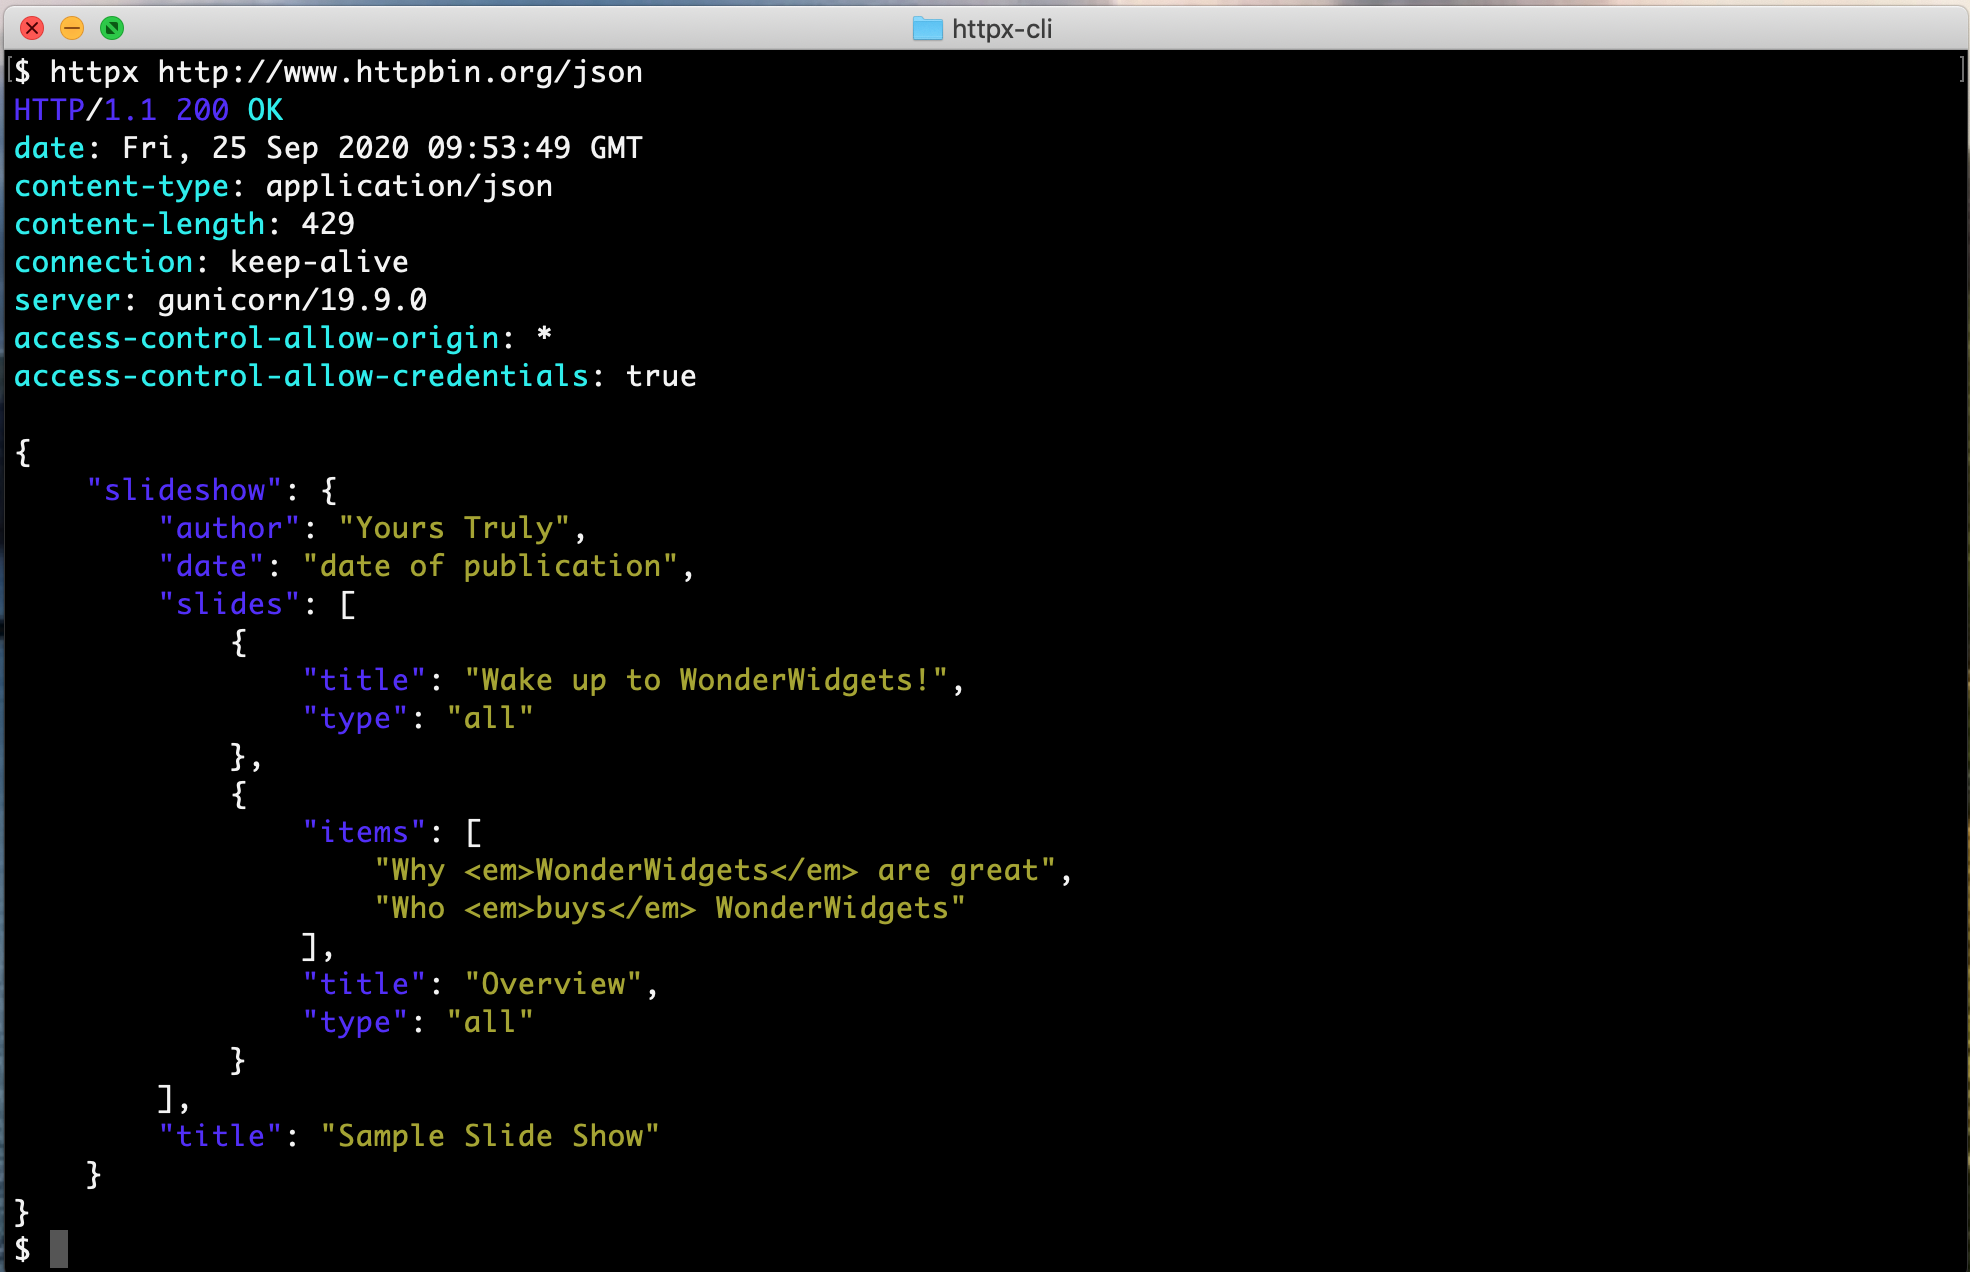 httpx-cli
$ httpx http://www.httpbin.org/json
HTTP/1.1 200 OK
date: Fri, 25 Sep 2020 09:53:49 GMT
content-type: application/json
content-length: 429
connection: keep-alive
server: gunicorn/19.9.0
access-control-allow-origin: *
access-control-allow-credentials: true

{
    "slideshow": {
        "author": "Yours Truly",
        "date": "date of publication",
        "slides": [
            {
                "title": "Wake up to WonderWidgets!",
                "type": "all"
            },
            {
                "items": [
                    "Why <em>WonderWidgets</em> are great",
                    "Who <em>buys</em> WonderWidgets"
                ],
                "title": "Overview",
                "type": "all"
            }
        ],
        "title": "Sample Slide Show"
    }
}
$